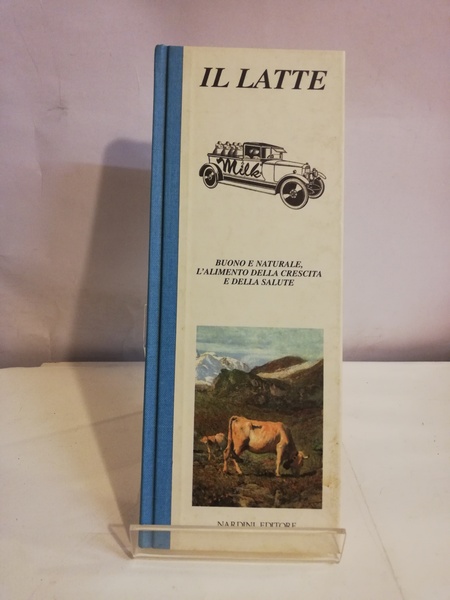 IL LATTE
Milk
BUONO E NATURALE,
L'ALIMENTO DELLA CRESCITA
E DELLA SALUTE
NARDINI EDITORE